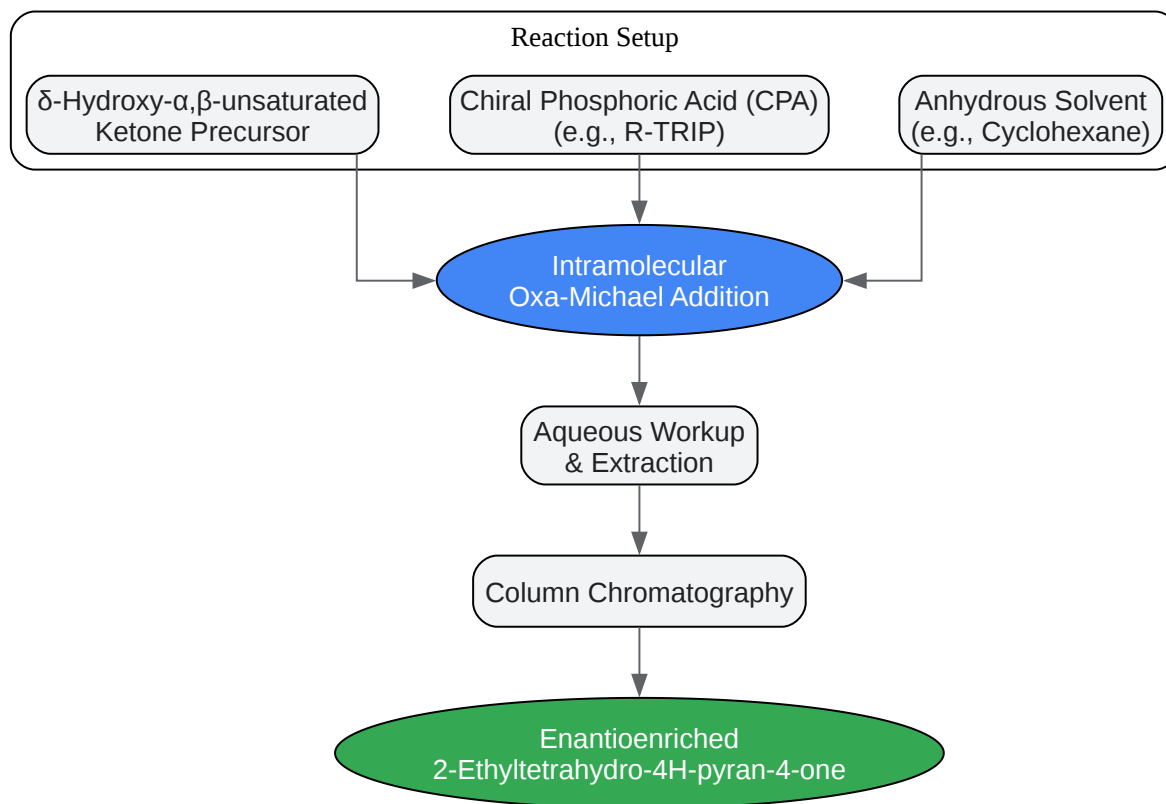 Reaction Setup
δ-Hydroxy-α,β-unsaturated
Ketone Precursor
Chiral Phosphoric Acid (CPA)
(e.g., R-TRIP)
Anhydrous Solvent
(e.g., Cyclohexane)
Intramolecular
Oxa-Michael Addition
Aqueous Workup
& Extraction
Column Chromatography
Enantioenriched
2-Ethyltetrahydro-4H-pyran-4-one